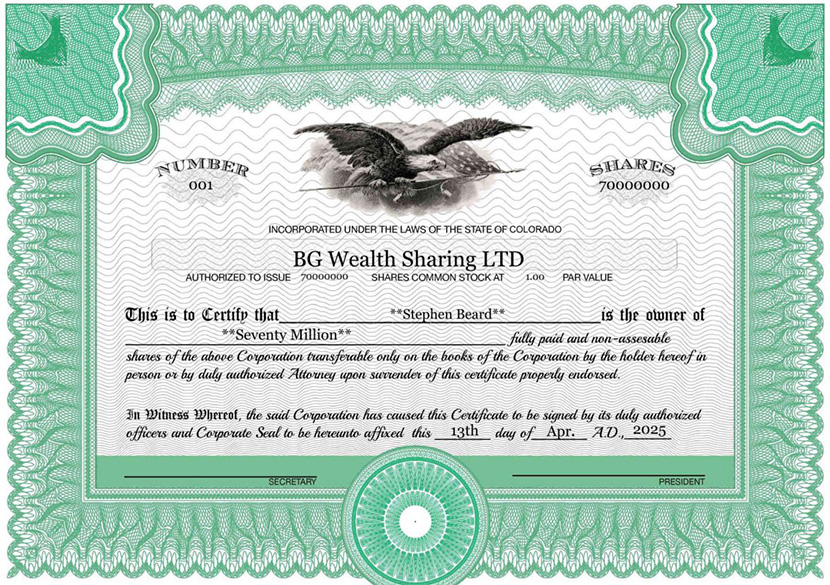 NUMBER
001
SHARES
70000000
INCORPORATED UNDER THE LAWS OF THE STATE OF COLORADO
BG Wealth Sharing LTD
AUTHORIZED TO ISSUE 70000000 SHARES COMMON STOCK AT 1.00 PAR VALUE
This is to Certify that **Stephen Beard** is the owner of
**Seventy Million** fully paid and non-assesable
shares of the above Corporation transferable only on the books of the Corporation by the holder hereof in
person or by duly authorized Attorney upon surrender of this certificate properly endorsed.
In Witness Whereof, the said Corporation has caused this Certificate to be signed by its duly authorized
officers and Corporate Seal to be hereunto affixed this 13th day of Apr. A.D., 2025
SECRETARY
PRESIDENT